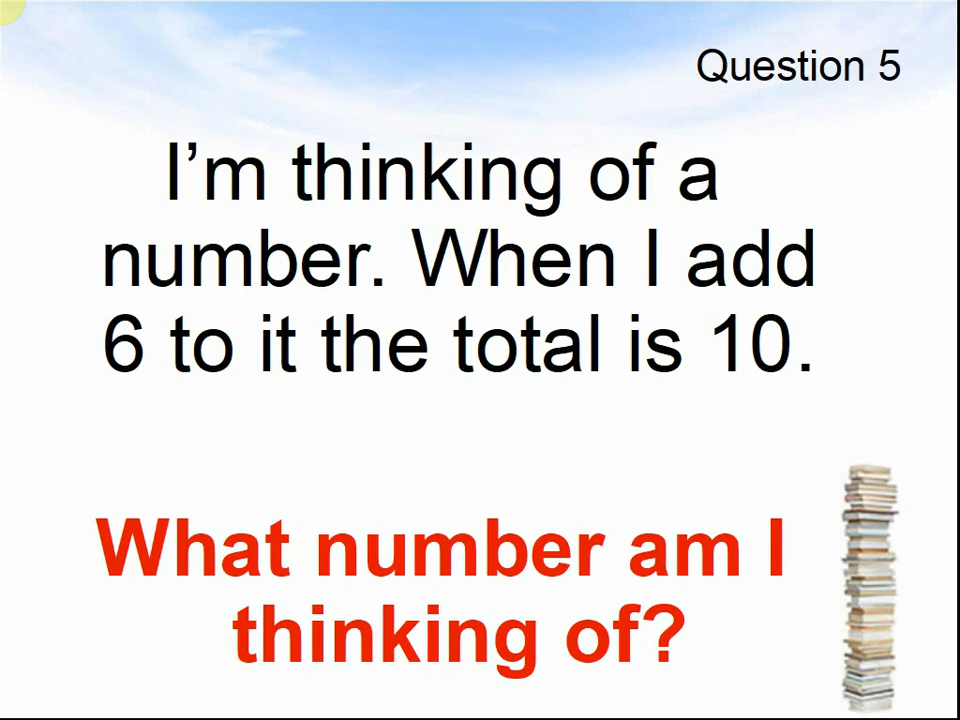 Question 5
I’m thinking of a
number. When I add
6 to it the total is 10.
What number am I
thinking of?